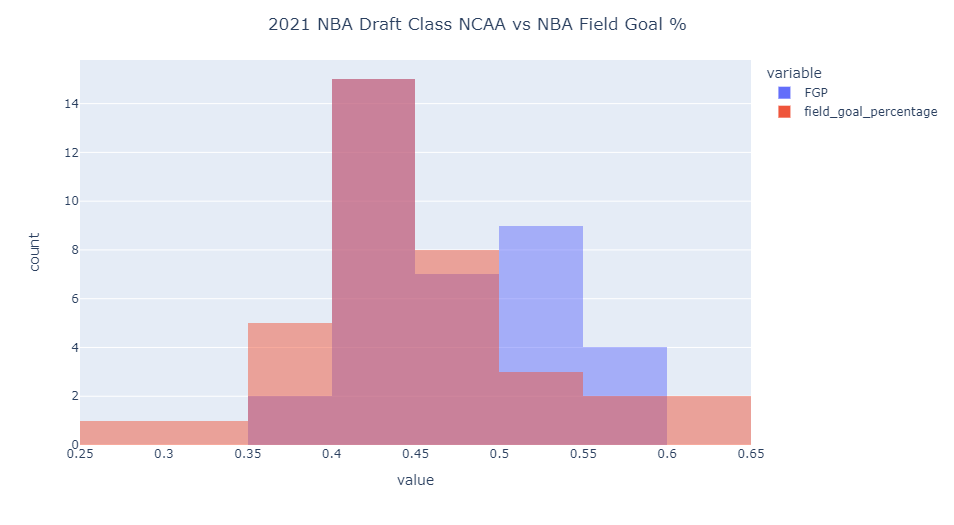 2021 NBA Draft Class NCAA vs NBA Field Goal %
variable
FGP
field_goal_percentage
count
14
12
10
8
6
4
2
0
0.25 0.3 0.35 0.4 0.45 0.5 0.55 0.6 0.65
value